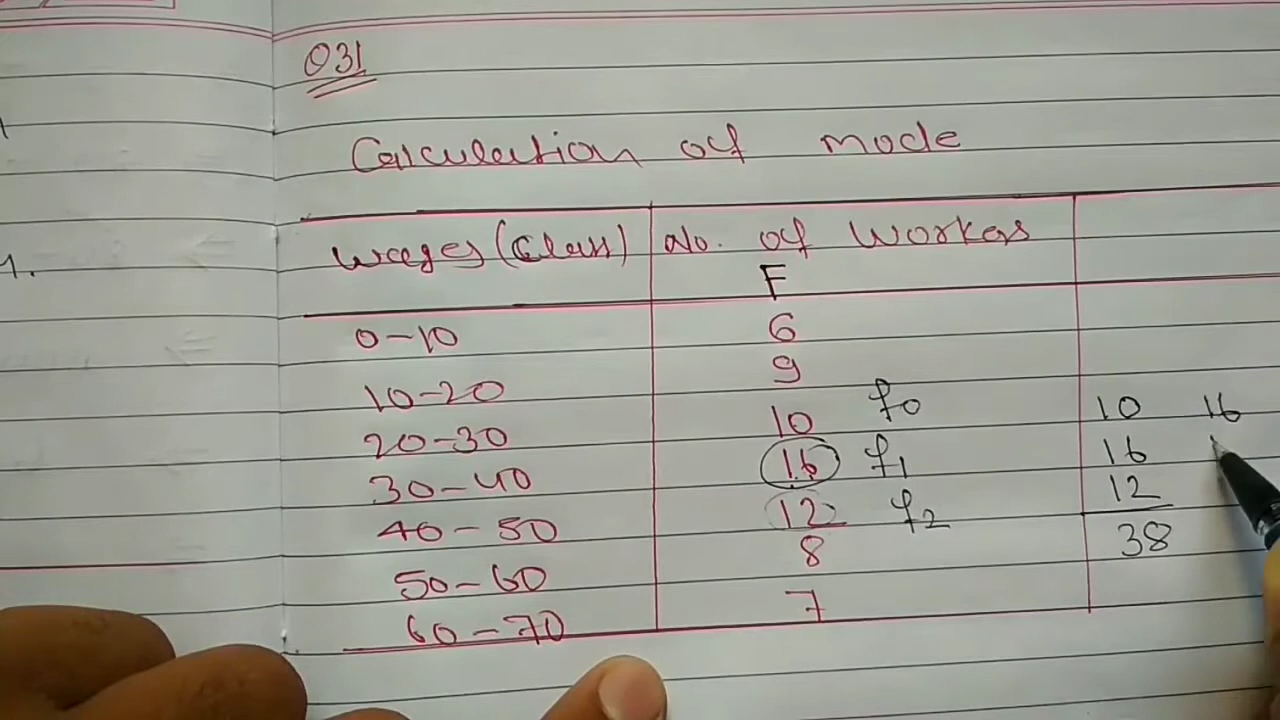 Q31
Calculation of mode
Wages (Class) No. of Workers
F
0-10 6
10-20 9
20-30 10 f0 10 16
30-40 16 f1 16
40-50 12 f2 12
50-60 8 38
60-70 7